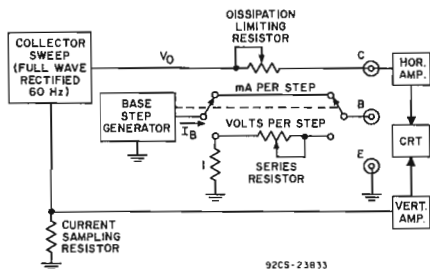 COLLECTOR
SWEEP
(FULL WAVE
RECTIFIED
60 Hz)
VO
DISSIPATION
LIMITING
RESISTOR
C
HOR.
AMP.
BASE
STEP
GENERATOR
IB
mA PER STEP
VOLTS PER STEP
1
SERIES
RESISTOR
B
E
CRT
VERT.
AMP.
CURRENT
SAMPLING
RESISTOR
92CS-23833